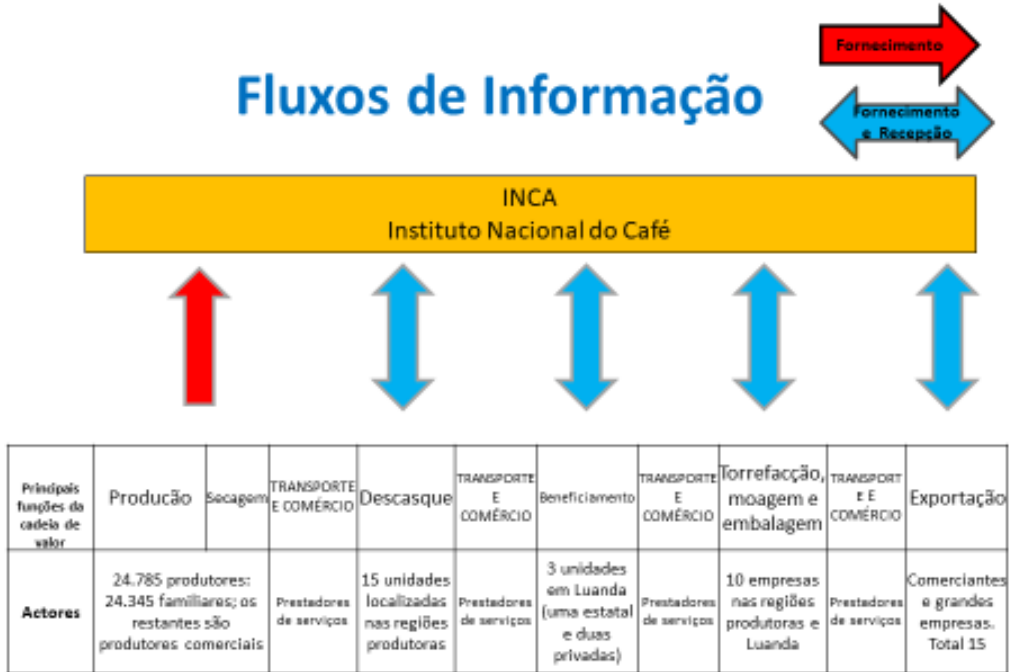 Fornecimento
Fluxos de Informação
Fornecimento
e Recepção
INCA
Instituto Nacional do Café
Principais
funções da
cadeia de
valor
Producão
Secagem
TRANSPORTE
E COMÉRCIO
Descasque
TRANSPORTE
E
COMÉRCIO
Beneficiamento
TRANSPORTE
E
COMÉRCIO
Torrefacção,
moagem e
embalagem
TRANSPORT
E E
COMÉRCIO
Exportação
Actores
24.785 produtores:
24.345 familiares; os
restantes são
produtores comerciais
Prestadores
de serviços
15 unidades
localizadas
nas regiões
produtoras
Prestadores
de serviços
3 unidades
em Luanda
(uma estatal
e duas
privadas)
Prestadores
de serviços
10 empresas
nas regiões
produtoras e
Luanda
Prestadores
de serviços
Comerciantes
e grandes
empresas.
Total 15